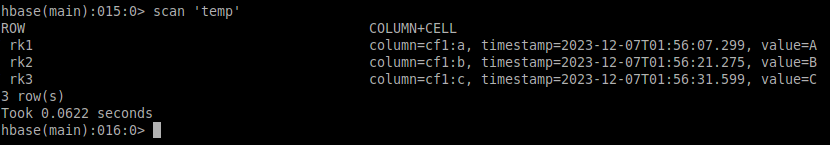 hbase(main):015:0> scan 'temp'
ROW COLUMN+CELL
rk1 column=cf1:a, timestamp=2023-12-07T01:56:07.299, value=A
rk2 column=cf1:b, timestamp=2023-12-07T01:56:21.275, value=B
rk3 column=cf1:c, timestamp=2023-12-07T01:56:31.599, value=C
3 row(s)
Took 0.0622 seconds
hbase(main):016:0>